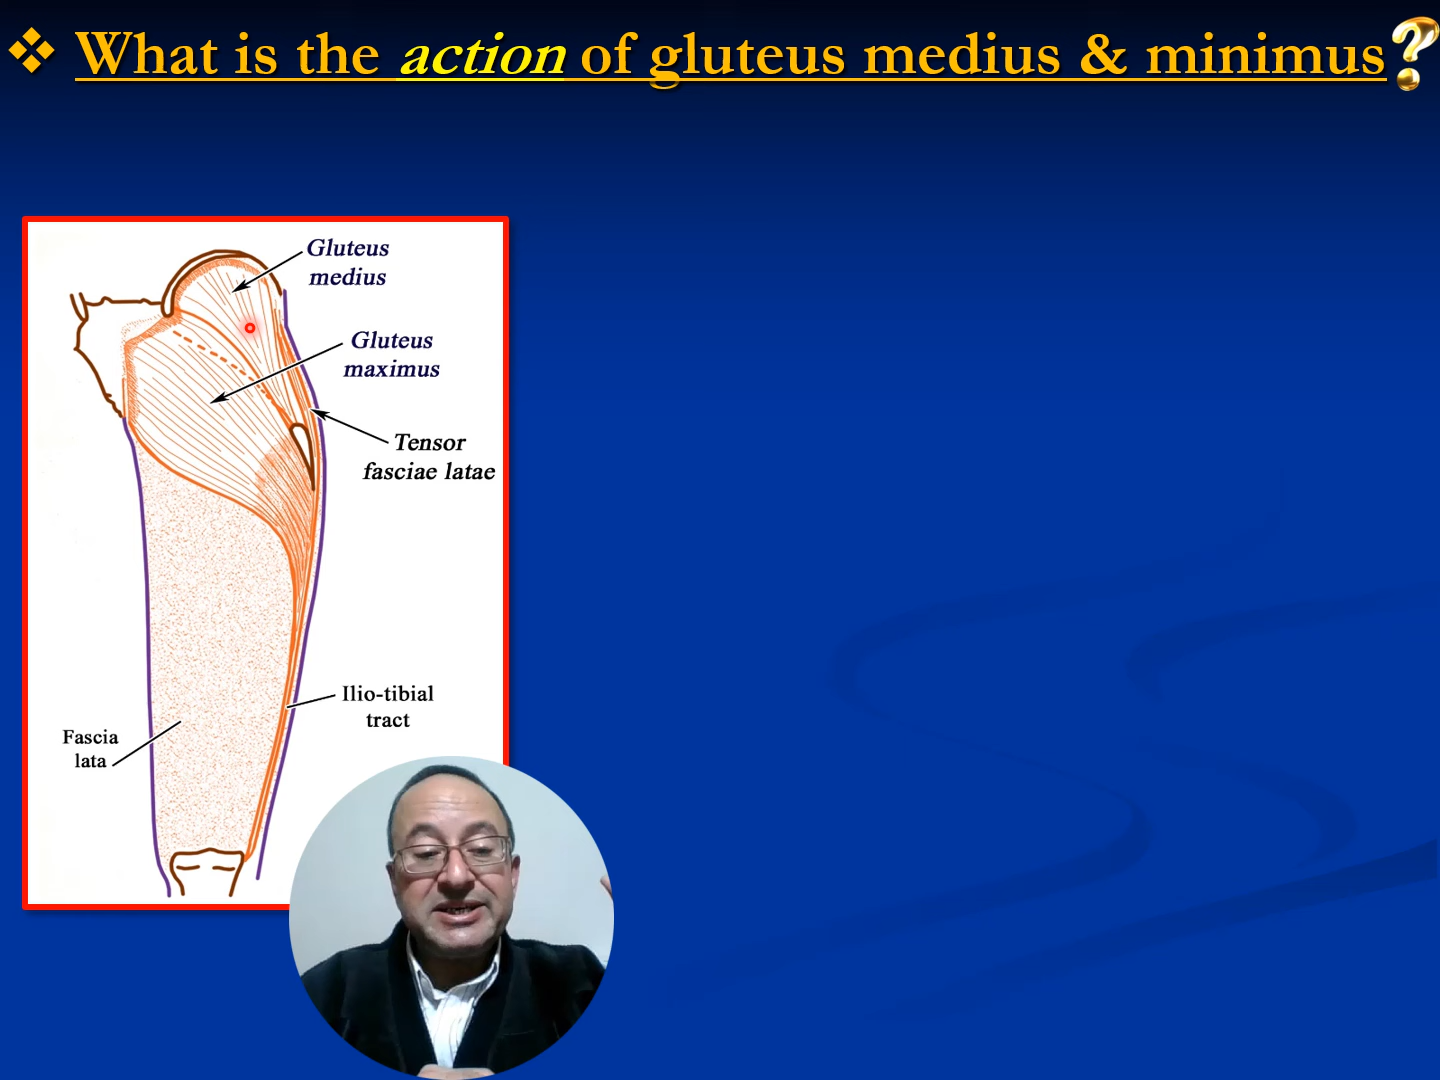 ❖ What is the action of gluteus medius & minimus?
Gluteus
medius
Gluteus
maximus
Tensor
fasciae latae
Ilio-tibial
tract
Fascia
lata